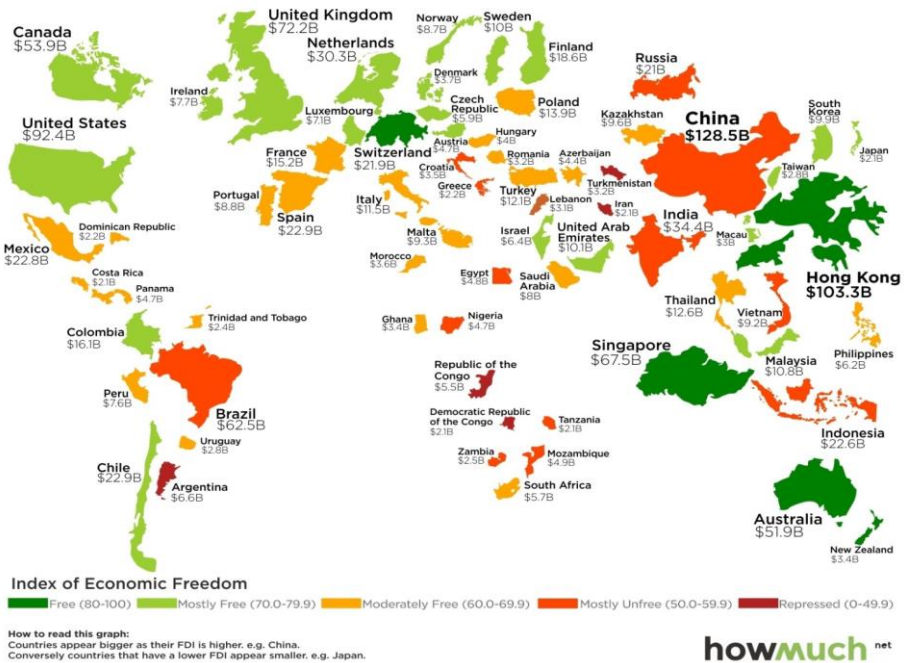 Canada
$53.9B
United Kingdom
$72.2B
Norway
$8.7B
Sweden
$10B
Netherlands
$30.3B
Finland
$18.6B
Denmark
$3.7B
Ireland
$7.7B
Luxembourg
$7.1B
Czech
Republic
$5.9B
Poland
$13.9B
Russia
$21B
Kazakhstan
$9.6B
China
$128.5B
South
Korea
$9.9B
Japan
$2.1B
United States
$92.4B
France
$15.2B
Switzerland
$21.9B
Austria
$4.7B
Hungary
$4B
Croatia
$3.5B
Romania
$3.2B
Azerbaijan
$4.4B
Turkmenistan
$3.2B
Taiwan
$2.8B
Portugal
$8.8B
Spain
$22.9B
Italy
$11.5B
Greece
$2.2B
Turkey
$12.1B
Lebanon
$3.1B
Iran
$2.1B
India
$34.4B
Macau
$3B
Mexico
$22.8B
Dominican Republic
$2.2B
Malta
$9.3B
Israel
$6.4B
United Arab
Emirates
$10.1B
Morocco
$3.6B
Costa Rica
$2.1B
Panama
$4.7B
Egypt
$4.8B
Saudi
Arabia
$8B
Hong Kong
$103.3B
Thailand
$12.6B
Vietnam
$9.2B
Colombia
$16.1B
Trinidad and Tobago
$2.4B
Ghana
$3.4B
Nigeria
$4.7B
Singapore
$67.5B
Malaysia
$10.8B
Philippines
$6.2B
Peru
$7.6B
Brazil
$62.5B
Republic of the
Congo
$5.5B
Democratic Republic
of the Congo
$2.1B
Tanzania
$2.1B
Indonesia
$22.6B
Uruguay
$2.8B
Zambia
$2.5B
Mozambique
$4.9B
Chile
$22.9B
Argentina
$6.6B
South Africa
$5.7B
Australia
$51.9B
New Zealand
$3.4B
Index of Economic Freedom
Free (80-100) Mostly Free (70.0-79.9) Moderately Free (60.0-69.9) Mostly Unfree (50.0-59.9) Repressed (0-49.9)
How to read this graph:
Countries appear bigger as their FDI is higher. e.g. China.
Conversely countries that have a lower FDI appear smaller. e.g. Japan.
howmuch net